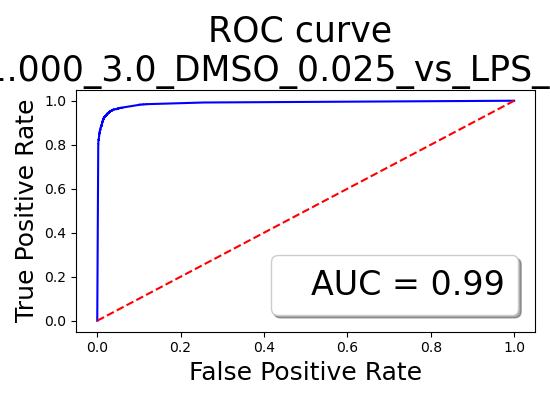 ROC curve
1.000_3.0_DMSO_0.025_vs_LPS_
True Positive Rate
1.0
0.8
0.6
0.4
0.2
0.0
AUC = 0.99
0.0 0.2 0.4 0.6 0.8 1.0
False Positive Rate